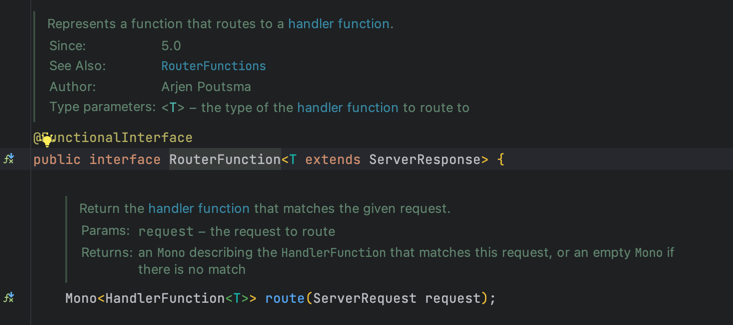 Represents a function that routes to a handler function.
Since: 5.0
See Also: RouterFunctions
Author: Arjen Poutsma
Type parameters: <T> – the type of the handler function to route to
@FunctionalInterface
public interface RouterFunction<T extends ServerResponse> {
Return the handler function that matches the given request.
Params: request – the request to route
Returns: an Mono describing the HandlerFunction that matches this request, or an empty Mono if
there is no match
Mono<HandlerFunction<T>> route(ServerRequest request);